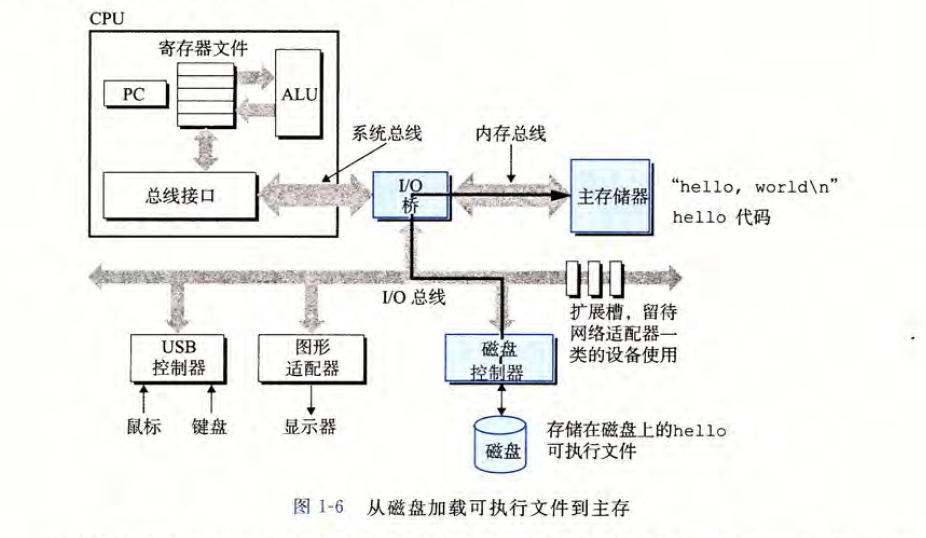 CPU
寄存器文件
PC
ALU
系统总线
内存总线
总线接口
I/O
桥
主存储器
“hello, world\n”
hello 代码
I/O 总线
扩展槽，留待
网络适配器一
类的设备使用
USB
控制器
图形
适配器
磁盘
控制器
鼠标
键盘
显示器
磁盘
存储在磁盘上的hello
可执行文件
图 1-6 从磁盘加载可执行文件到主存